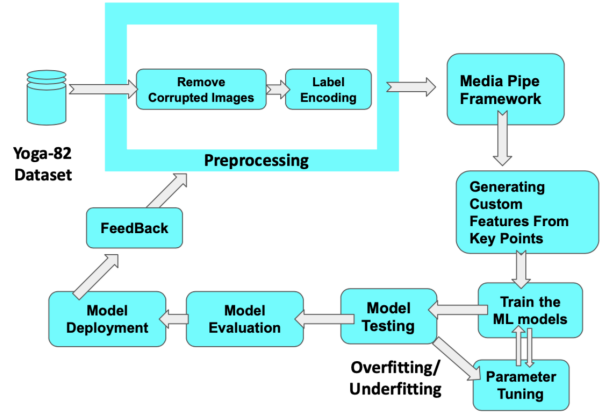 Remove
Corrupted Images
Label
Encoding
Preprocessing
Yoga-82
Dataset
Media Pipe
Framework
Generating
Custom
Features From
Key Points
Train the
ML models
Parameter
Tuning
Overfitting/
Underfitting
Model
Testing
Model
Evaluation
Model
Deployment
FeedBack